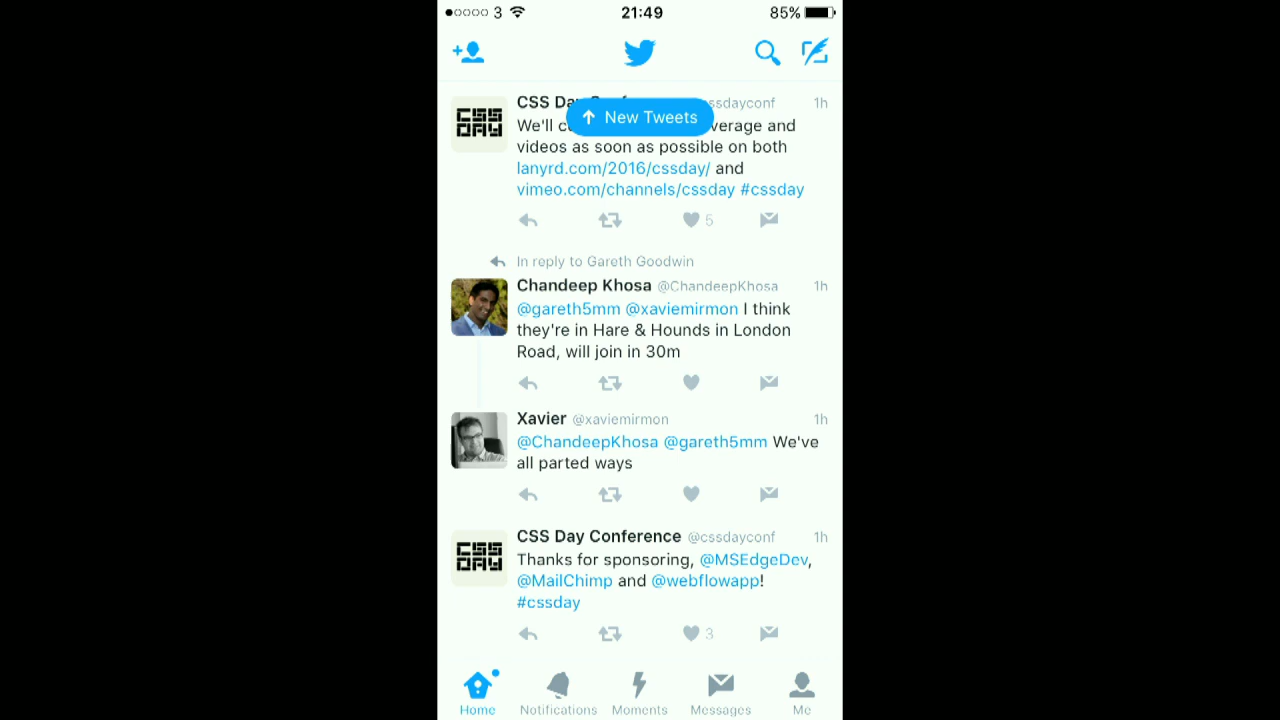 3 21:49 85%
CSS Day ssdayconf 1h
New Tweets
We'll verage and
videos as soon as possible on both
lanyrd.com/2016/cssday/ and
vimeo.com/channels/cssday #cssday
5
In reply to Gareth Goodwin
Chandeep Khosa @ChandeepKhosa 1h
@gareth5mm @xaviemirmon I think
they're in Hare & Hounds in London
Road, will join in 30m
Xavier @xaviemirmon 1h
@ChandeepKhosa @gareth5mm We've
all parted ways
CSS DAY
CSS Day Conference @cssdayconf 1h
Thanks for sponsoring, @MSEdgeDev,
@MailChimp and @webflowapp!
#cssday
3
Home Notifications Moments Messages Me